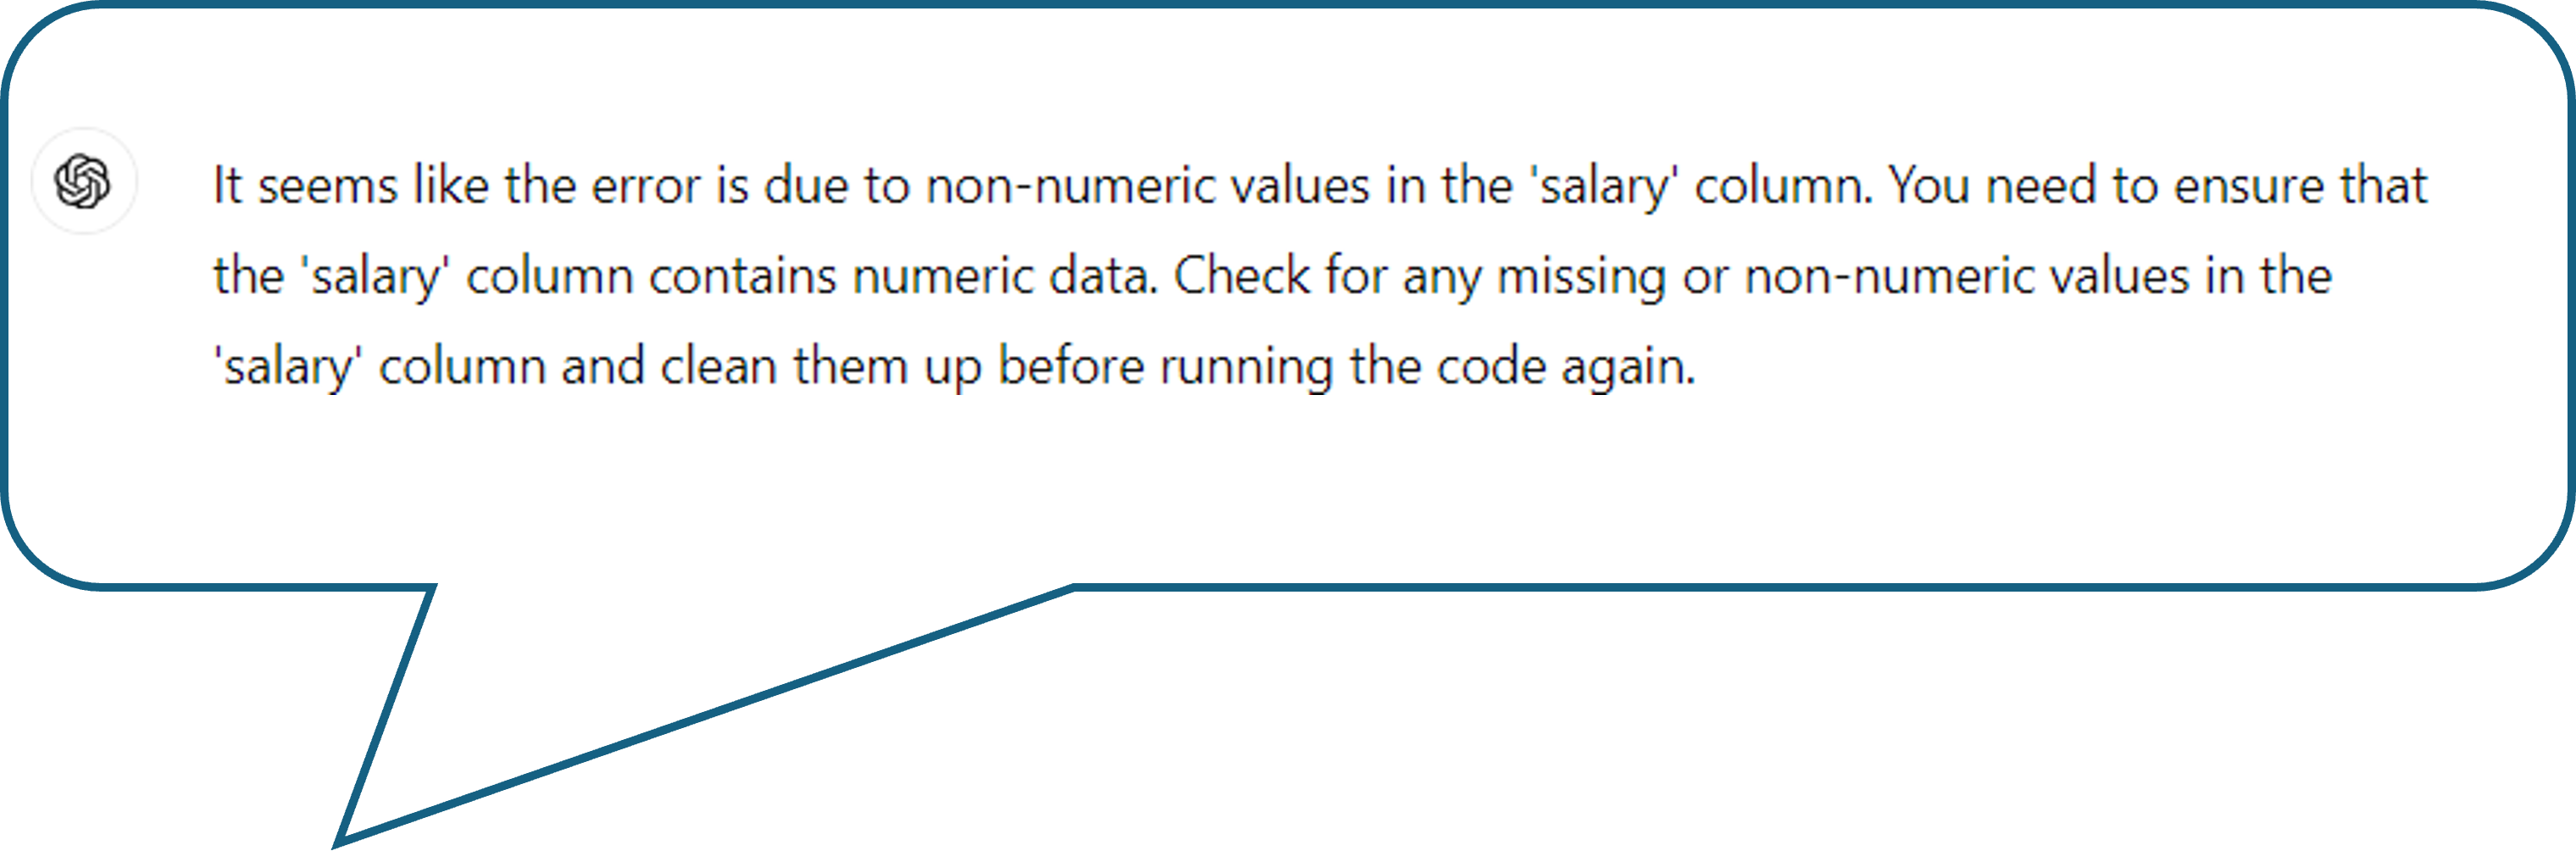 It seems like the error is due to non-numeric values in the 'salary' column. You need to ensure that
the 'salary' column contains numeric data. Check for any missing or non-numeric values in the
'salary' column and clean them up before running the code again.